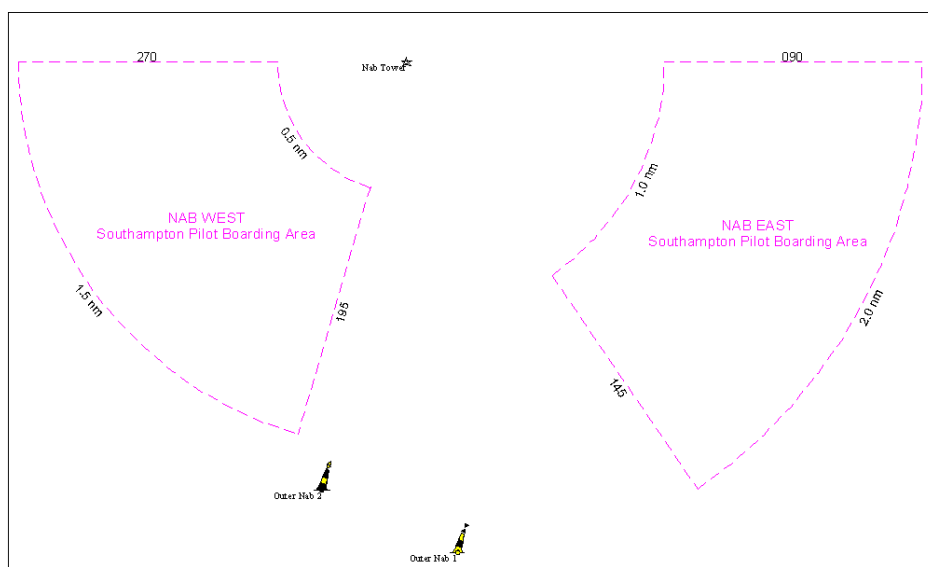 270
090
Nab Tower
0.5 nm
1.0 nm
NAB WEST
Southampton Pilot Boarding Area
NAB EAST
Southampton Pilot Boarding Area
1.5 nm
195
2.0 nm
145
Outer Nab 2
Outer Nab 1